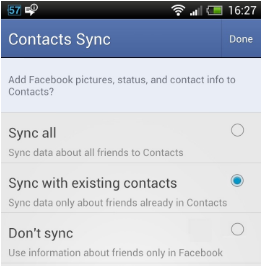 57 16:27
Contacts Sync Done
Add Facebook pictures, status, and contact info to
Contacts?
Sync all
Sync data about all friends to Contacts
Sync with existing contacts
Sync data only about friends already in Contacts
Don't sync
Use information about friends only in Facebook